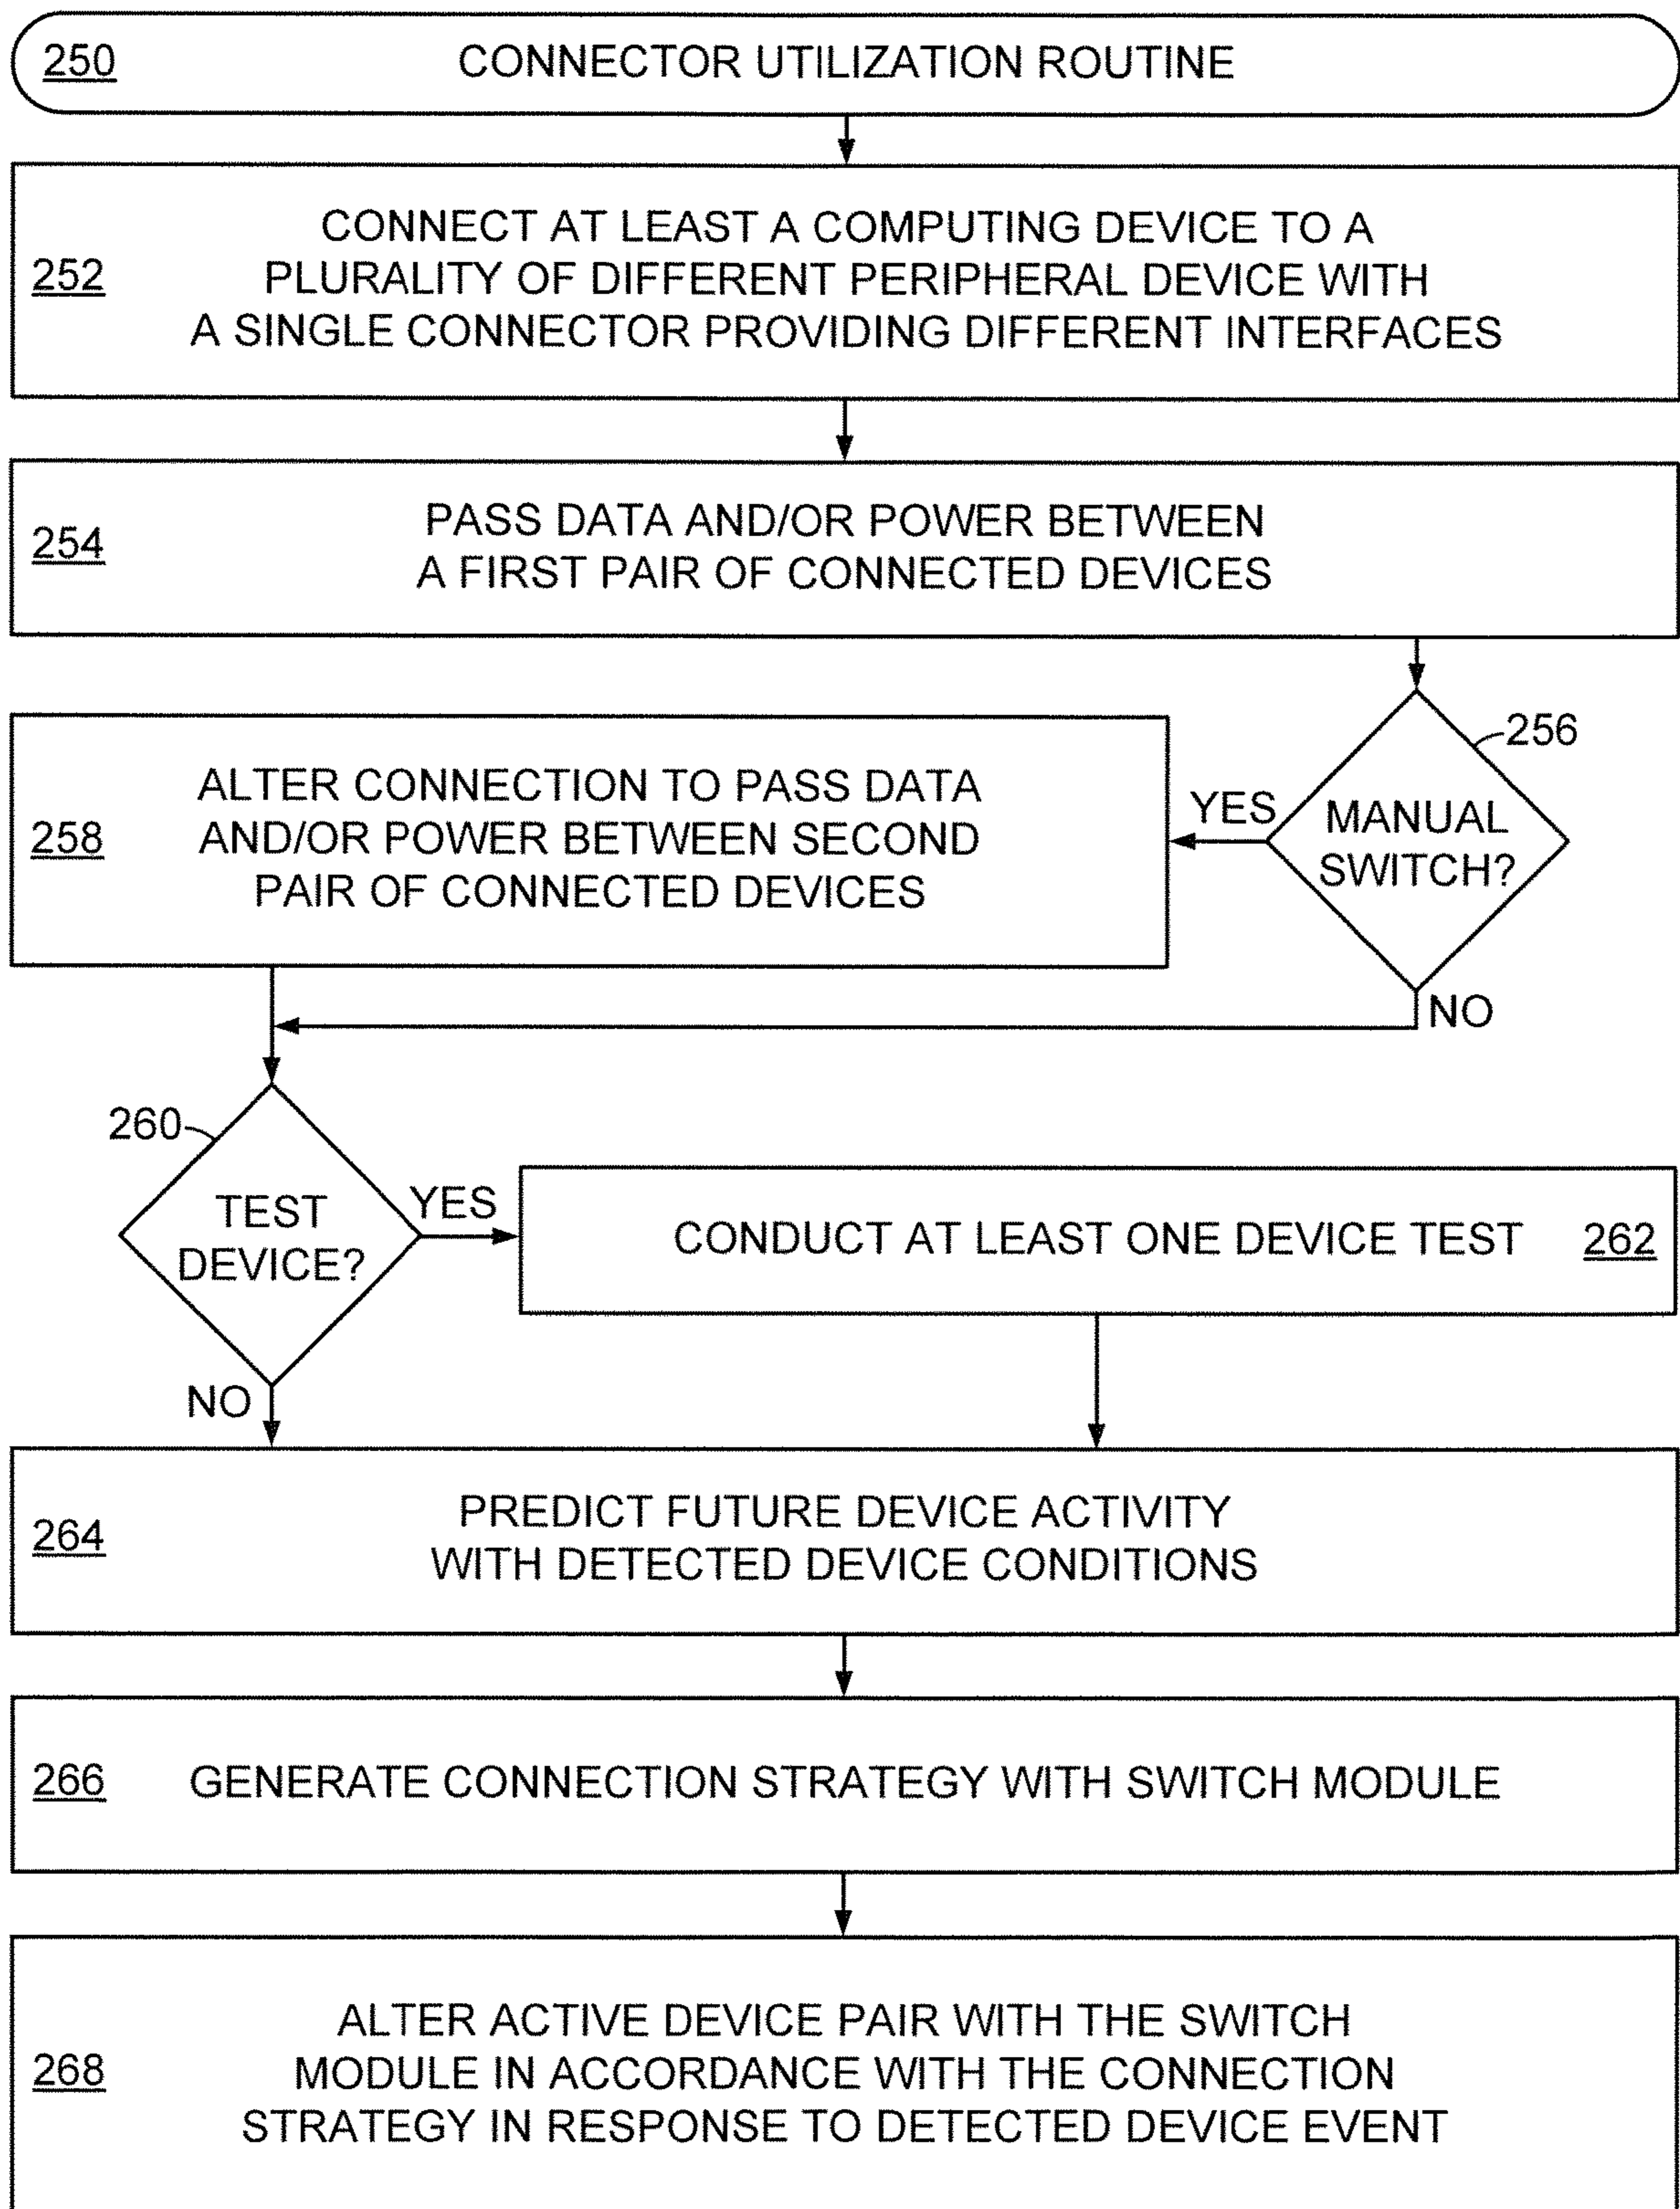 250 CONNECTOR UTILIZATION ROUTINE
CONNECT AT LEAST A COMPUTING DEVICE TO A
252 PLURALITY OF DIFFERENT PERIPHERAL DEVICE WITH
A SINGLE CONNECTOR PROVIDING DIFFERENT INTERFACES
254
PASS DATA AND/OR POWER BETWEEN
A FIRST PAIR OF CONNECTED DEVICES
256
MANUAL
SWITCH?
YES
NO
ALTER CONNECTION TO PASS DATA
258 AND/OR POWER BETWEEN SECOND
PAIR OF CONNECTED DEVICES
260
TEST
DEVICE?
YES
NO
CONDUCT AT LEAST ONE DEVICE TEST 262
264
PREDICT FUTURE DEVICE ACTIVITY
WITH DETECTED DEVICE CONDITIONS
266 GENERATE CONNECTION STRATEGY WITH SWITCH MODULE
ALTER ACTIVE DEVICE PAIR WITH THE SWITCH
268 MODULE IN ACCORDANCE WITH THE CONNECTION
STRATEGY IN RESPONSE TO DETECTED DEVICE EVENT